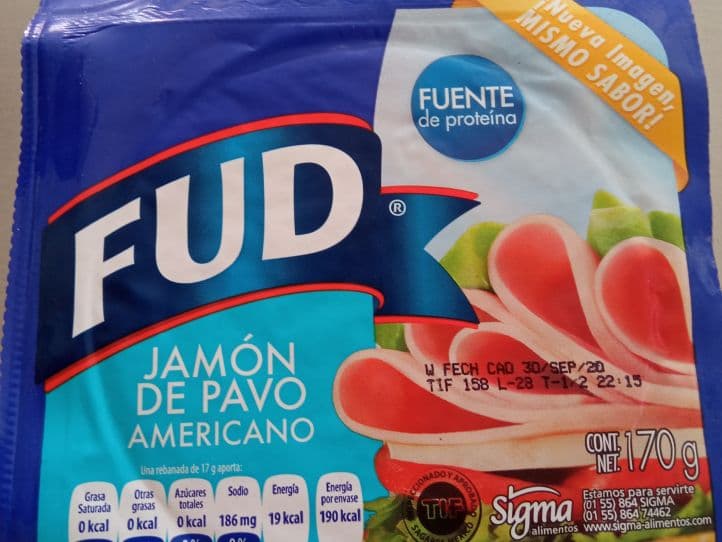 ¡Nueva Imagen,
MISMO SABOR!
FUENTE
de proteína
FUD®
JAMÓN
DE PAVO
AMERICANO
W FECH CAD 30/SEP/20
TIF 158 L-28 T-1/2 22:15
CONT.
NET. 170 g
Una rebanada de 17 g aporta:
Grasa
Saturada
0 kcal
Otras
grasas
0 kcal
Azúcares
totales
0 kcal
Sodio
186 mg
Energía
19 kcal
Energía
por envase
190 kcal
TIF
Sigma
alimentos
Estamos para servirte
(01 55) 864 SIGMA
(01 55) 864 74462
www.sigma-alimentos.com